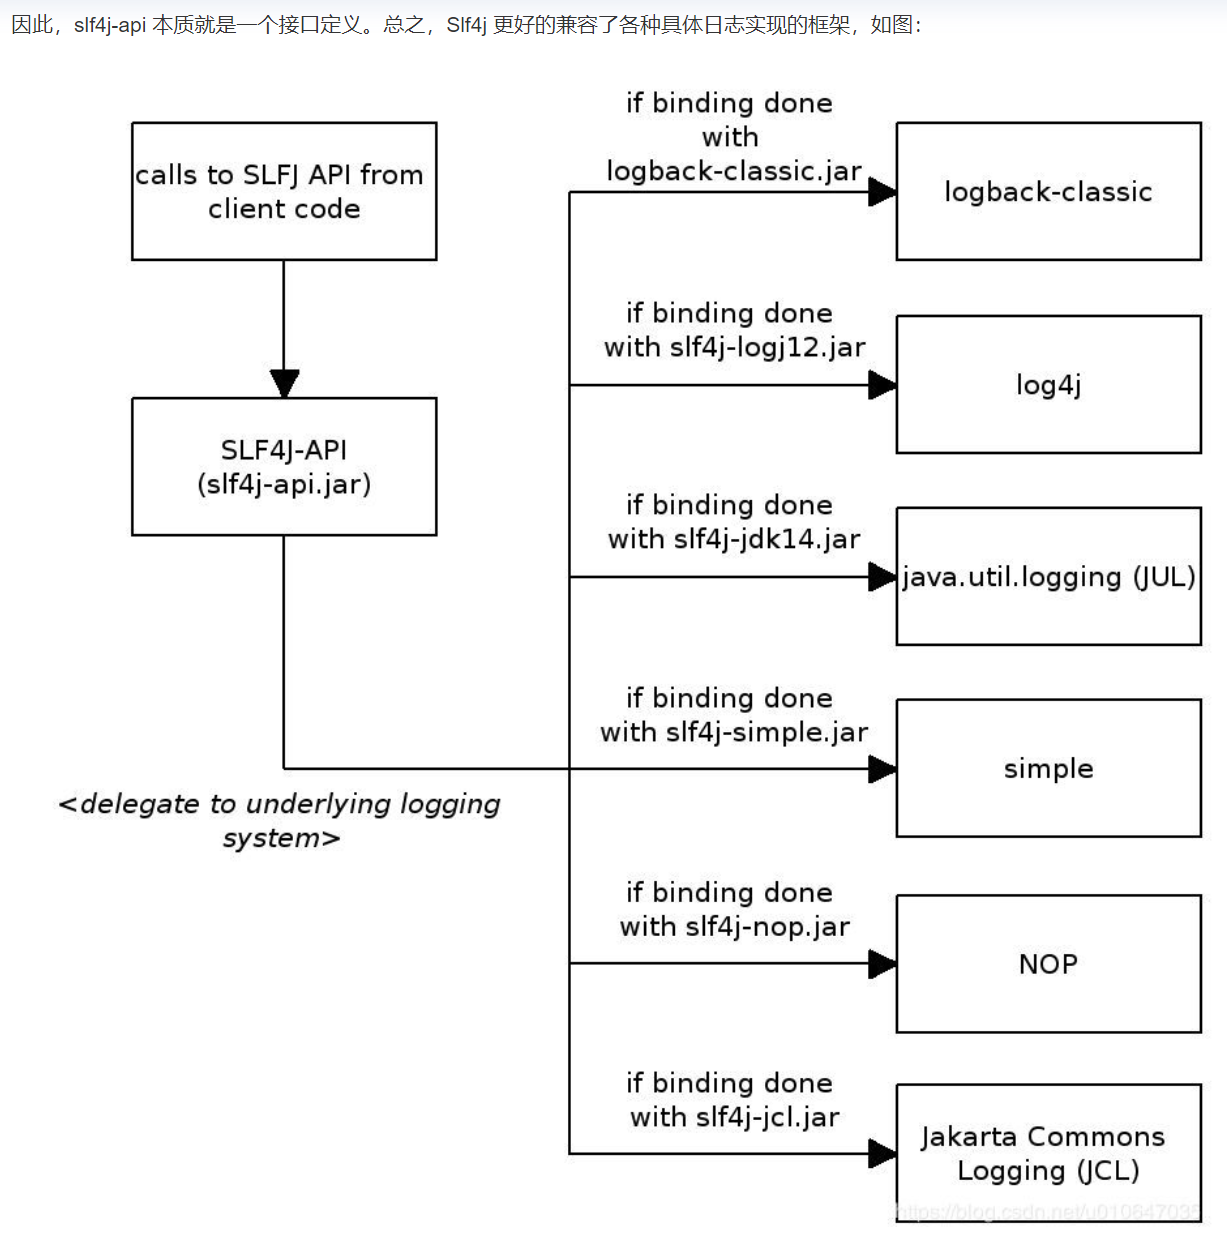 因此，slf4j-api 本质就是一个接口定义。总之，Slf4j 更好的兼容了各种具体日志实现的框架，如图：
if binding done
with
logback-classic.jar
calls to SLFJ API from
client code
logback-classic
if binding done
with slf4j-logj12.jar
log4j
SLF4J-API
(slf4j-api.jar)
if binding done
with slf4j-jdk14.jar
java.util.logging (JUL)
if binding done
with slf4j-simple.jar
simple
<delegate to underlying logging
system>
if binding done
with slf4j-nop.jar
NOP
if binding done
with slf4j-jcl.jar
Jakarta Commons
Logging (JCL)
https://blog.csdn.net/u010647035